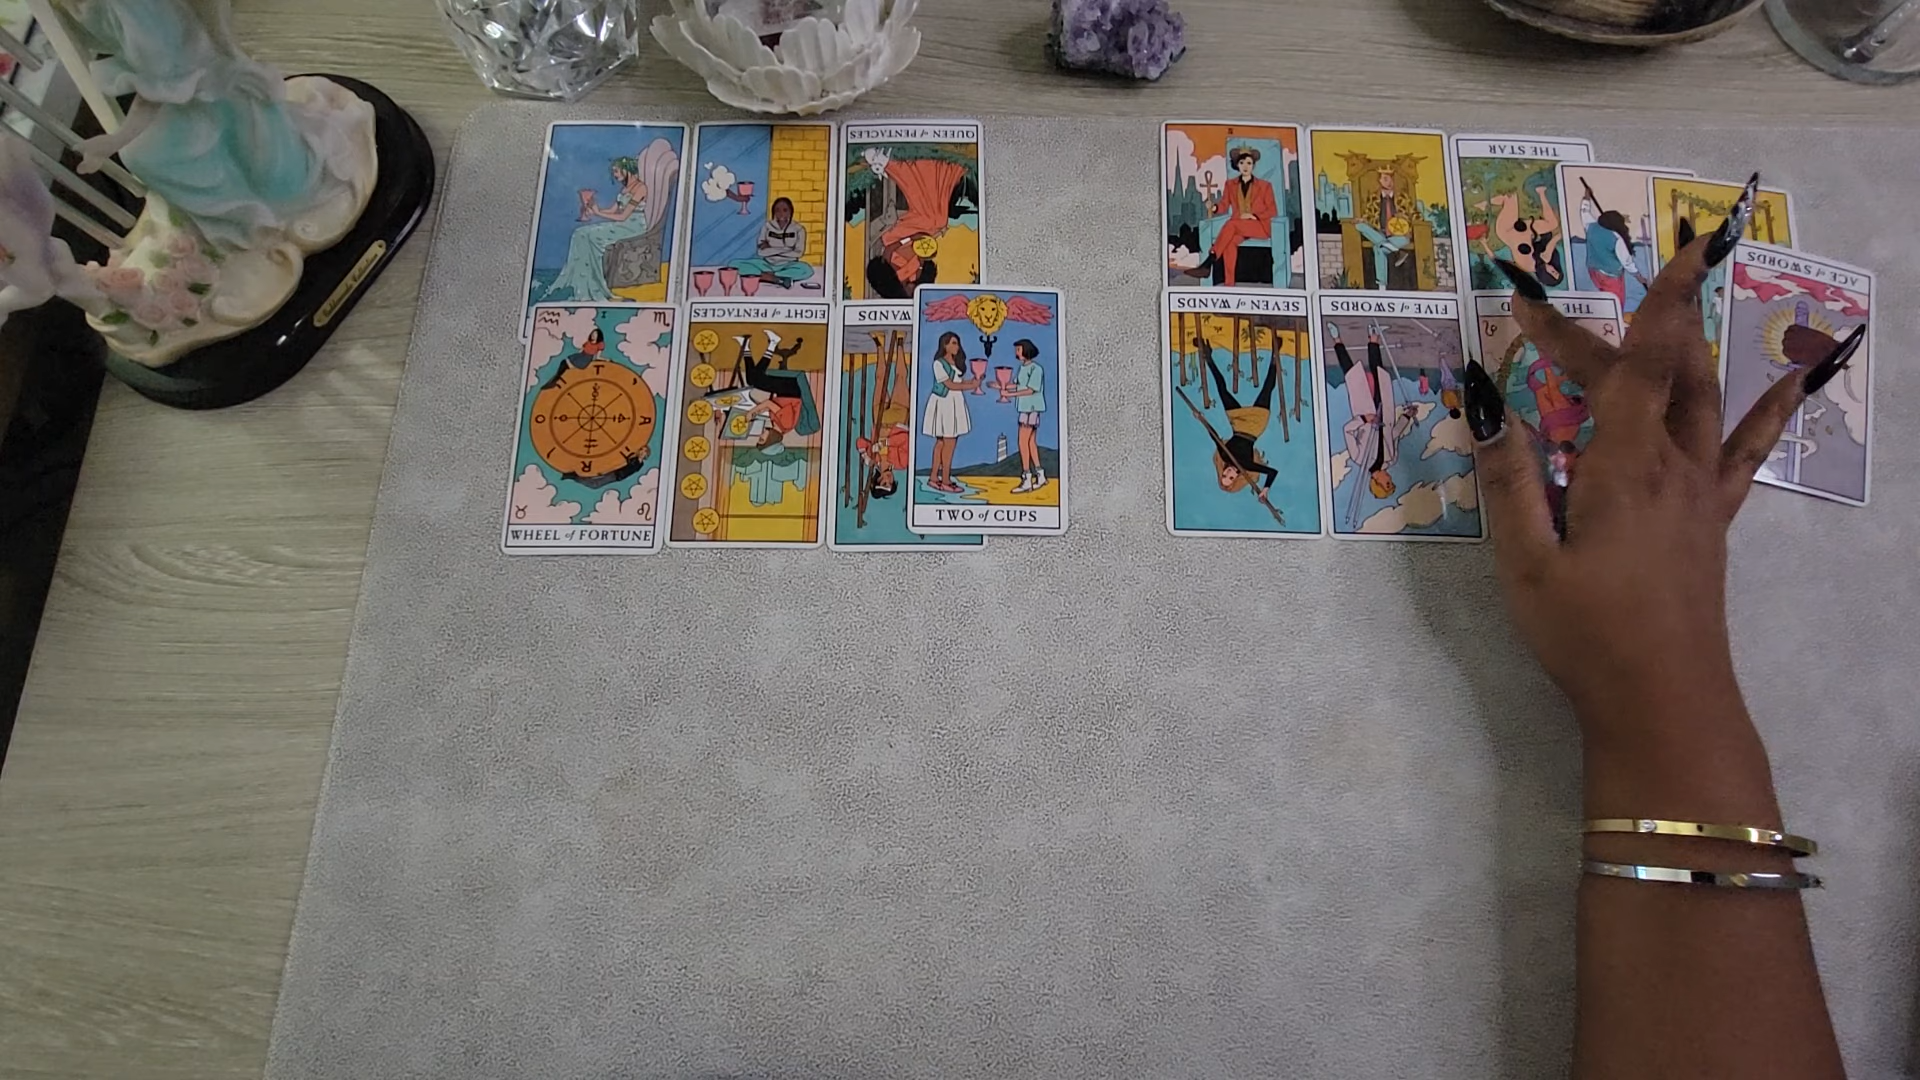 QUEEN of PENTACLES
THE STAR
ACE of SWORDS
EIGHT of PENTACLES
WANDS
SEVEN of WANDS
FIVE of SWORDS
THE
TWO of CUPS
WHEEL of FORTUNE